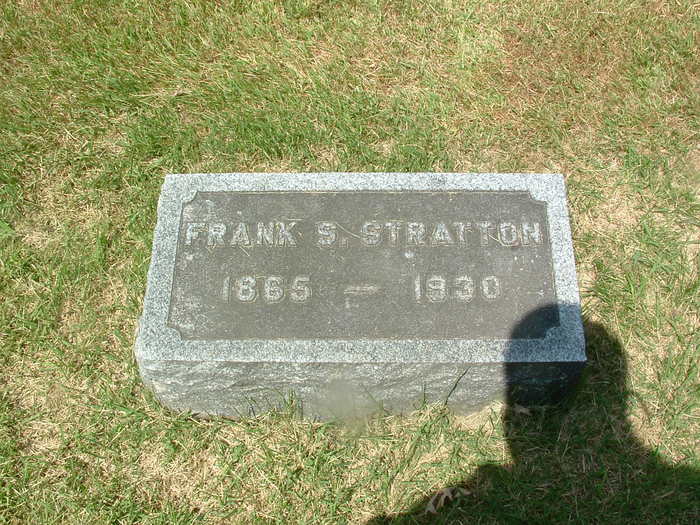 FRANK S. STRATTON
1865 — 1930